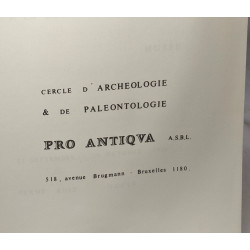 CERCLE D'ARCHEOLOGIE
& DE PALEONTOLOGIE
PRO ANTIQVA A.S.B.L.
318, avenue Brugmann - Bruxelles 1180.